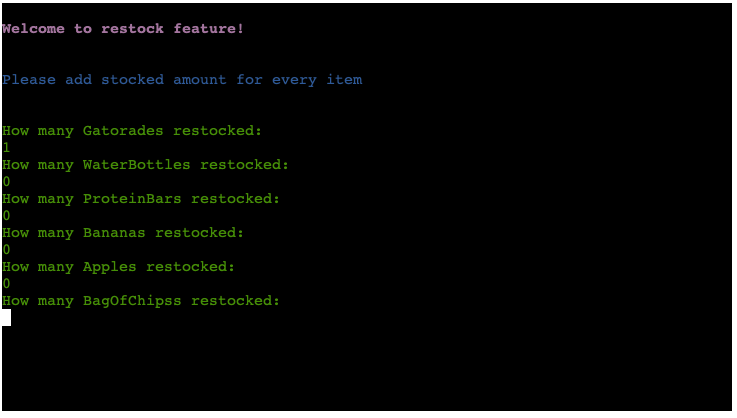 Welcome to restock feature!
Please add stocked amount for every item
How many Gatorades restocked:
1
How many WaterBottles restocked:
0
How many ProteinBars restocked:
0
How many Bananas restocked:
0
How many Apples restocked:
0
How many BagOfChipss restocked: